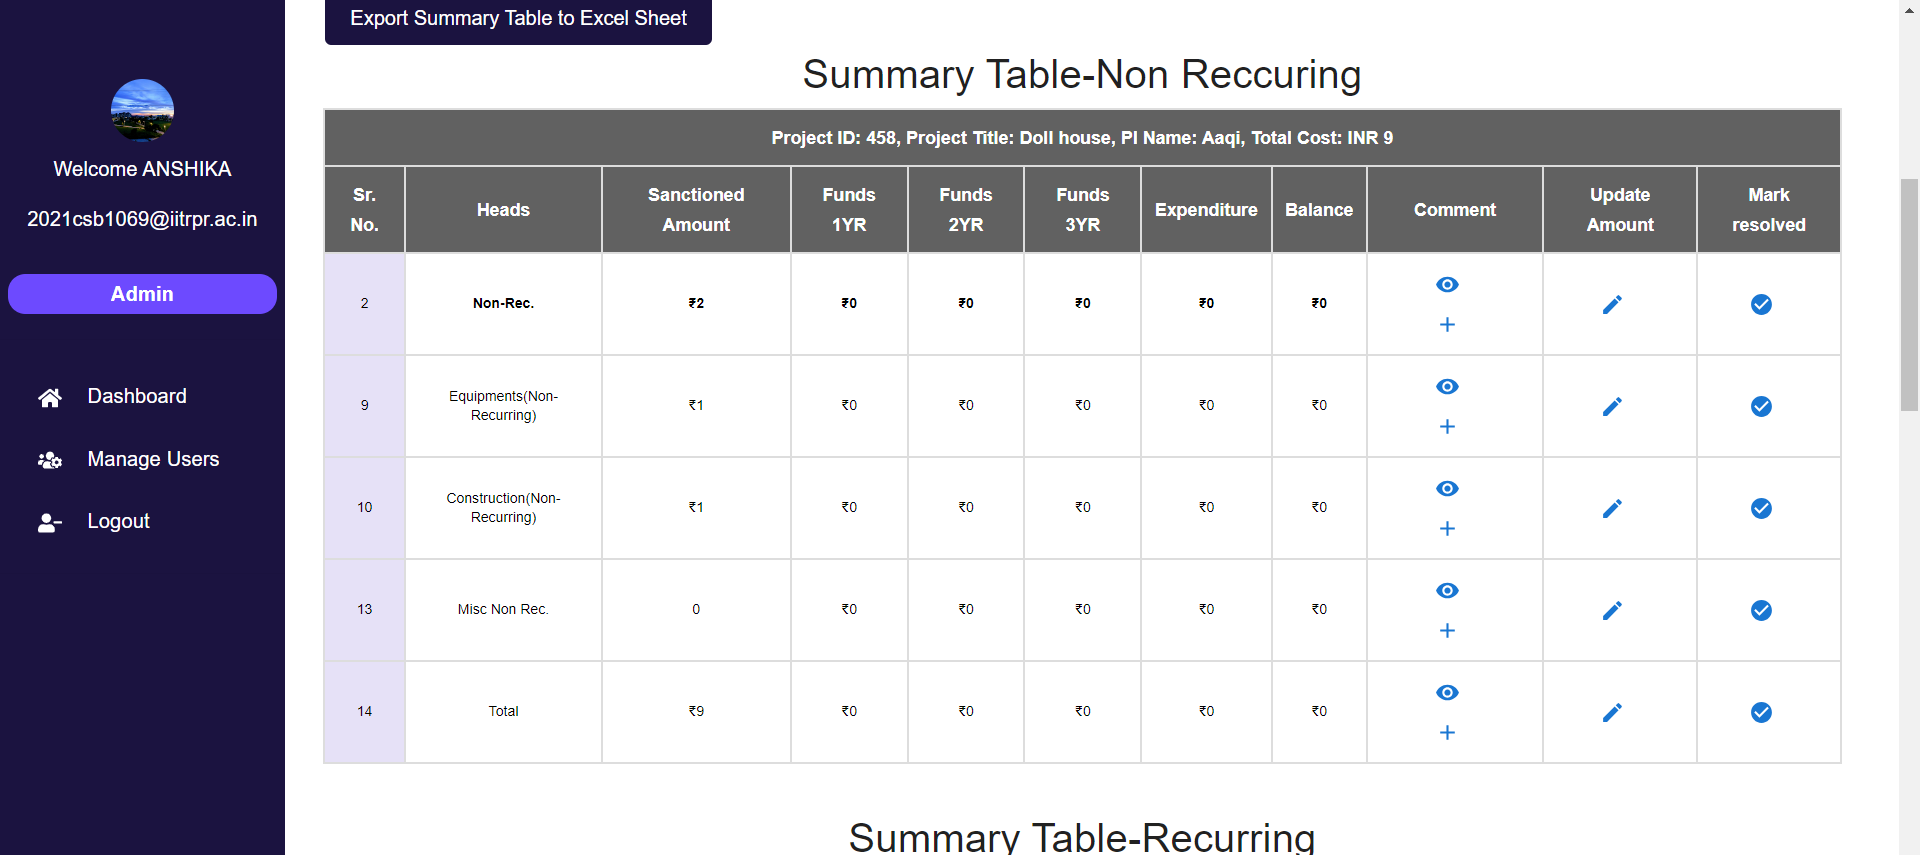 Export Summary Table to Excel Sheet
Welcome ANSHIKA
2021csb1069@iitrpr.ac.in
Admin
Dashboard
Manage Users
Logout
Summary Table-Non Reccuring
Project ID: 458, Project Title: Doll house, PI Name: Aaqi, Total Cost: INR 9
Sr. No. Heads Sanctioned Amount Funds 1YR Funds 2YR Funds 3YR Expenditure Balance Comment Update Amount Mark resolved
2 Non-Rec. ₹2 ₹0 ₹0 ₹0 ₹0 ₹0
9 Equipments(Non-Recurring) ₹1 ₹0 ₹0 ₹0 ₹0 ₹0
10 Construction(Non-Recurring) ₹1 ₹0 ₹0 ₹0 ₹0 ₹0
13 Misc Non Rec. 0 ₹0 ₹0 ₹0 ₹0 ₹0
14 Total ₹9 ₹0 ₹0 ₹0 ₹0 ₹0
Summary Table-Recurring